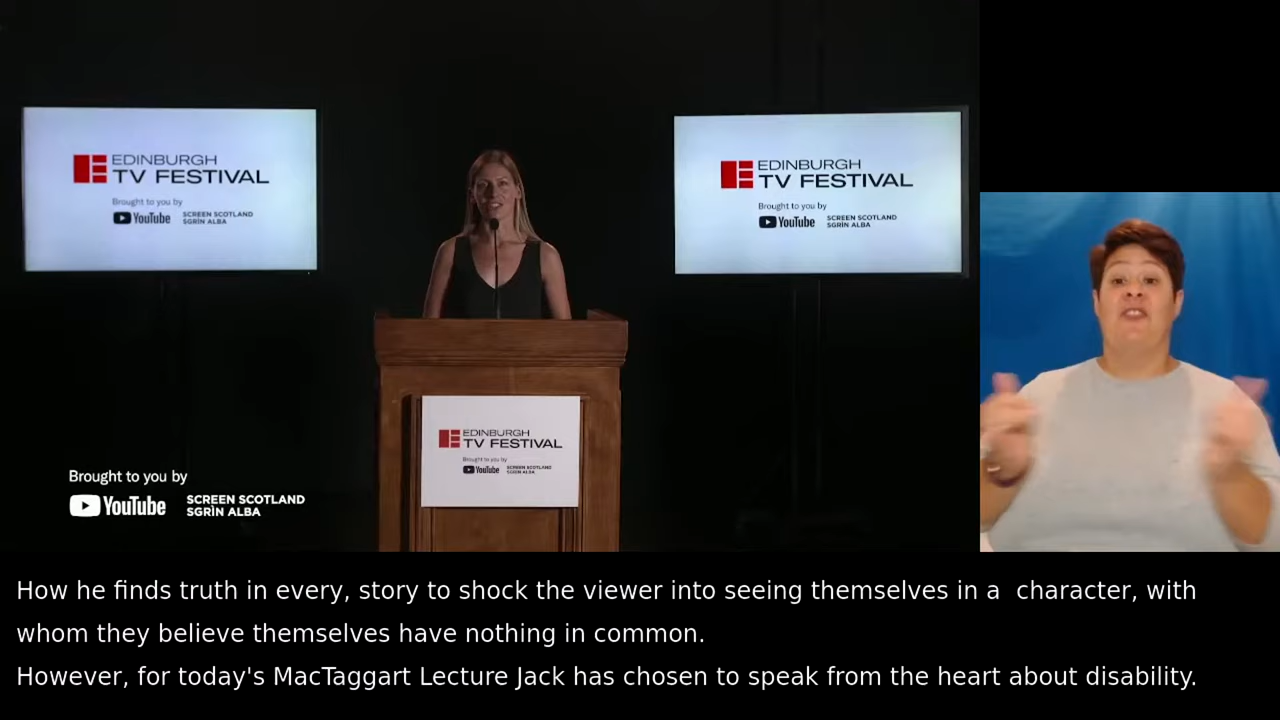 EDINBURGH
TV FESTIVAL
Brought to you by
YouTube
SCREEN SCOTLAND
SGRÌN ALBA
EDINBURGH
TV FESTIVAL
Brought to you by
YouTube
SCREEN SCOTLAND
SGRÌN ALBA
EDINBURGH
TV FESTIVAL
Brought to you by
YouTube
SCREEN SCOTLAND
SGRÌN ALBA
Brought to you by
YouTube
SCREEN SCOTLAND
SGRÌN ALBA
How he finds truth in every, story to shock the viewer into seeing themselves in a  character, with
whom they believe themselves have nothing in common.
However, for today's MacTaggart Lecture Jack has chosen to speak from the heart about disability.